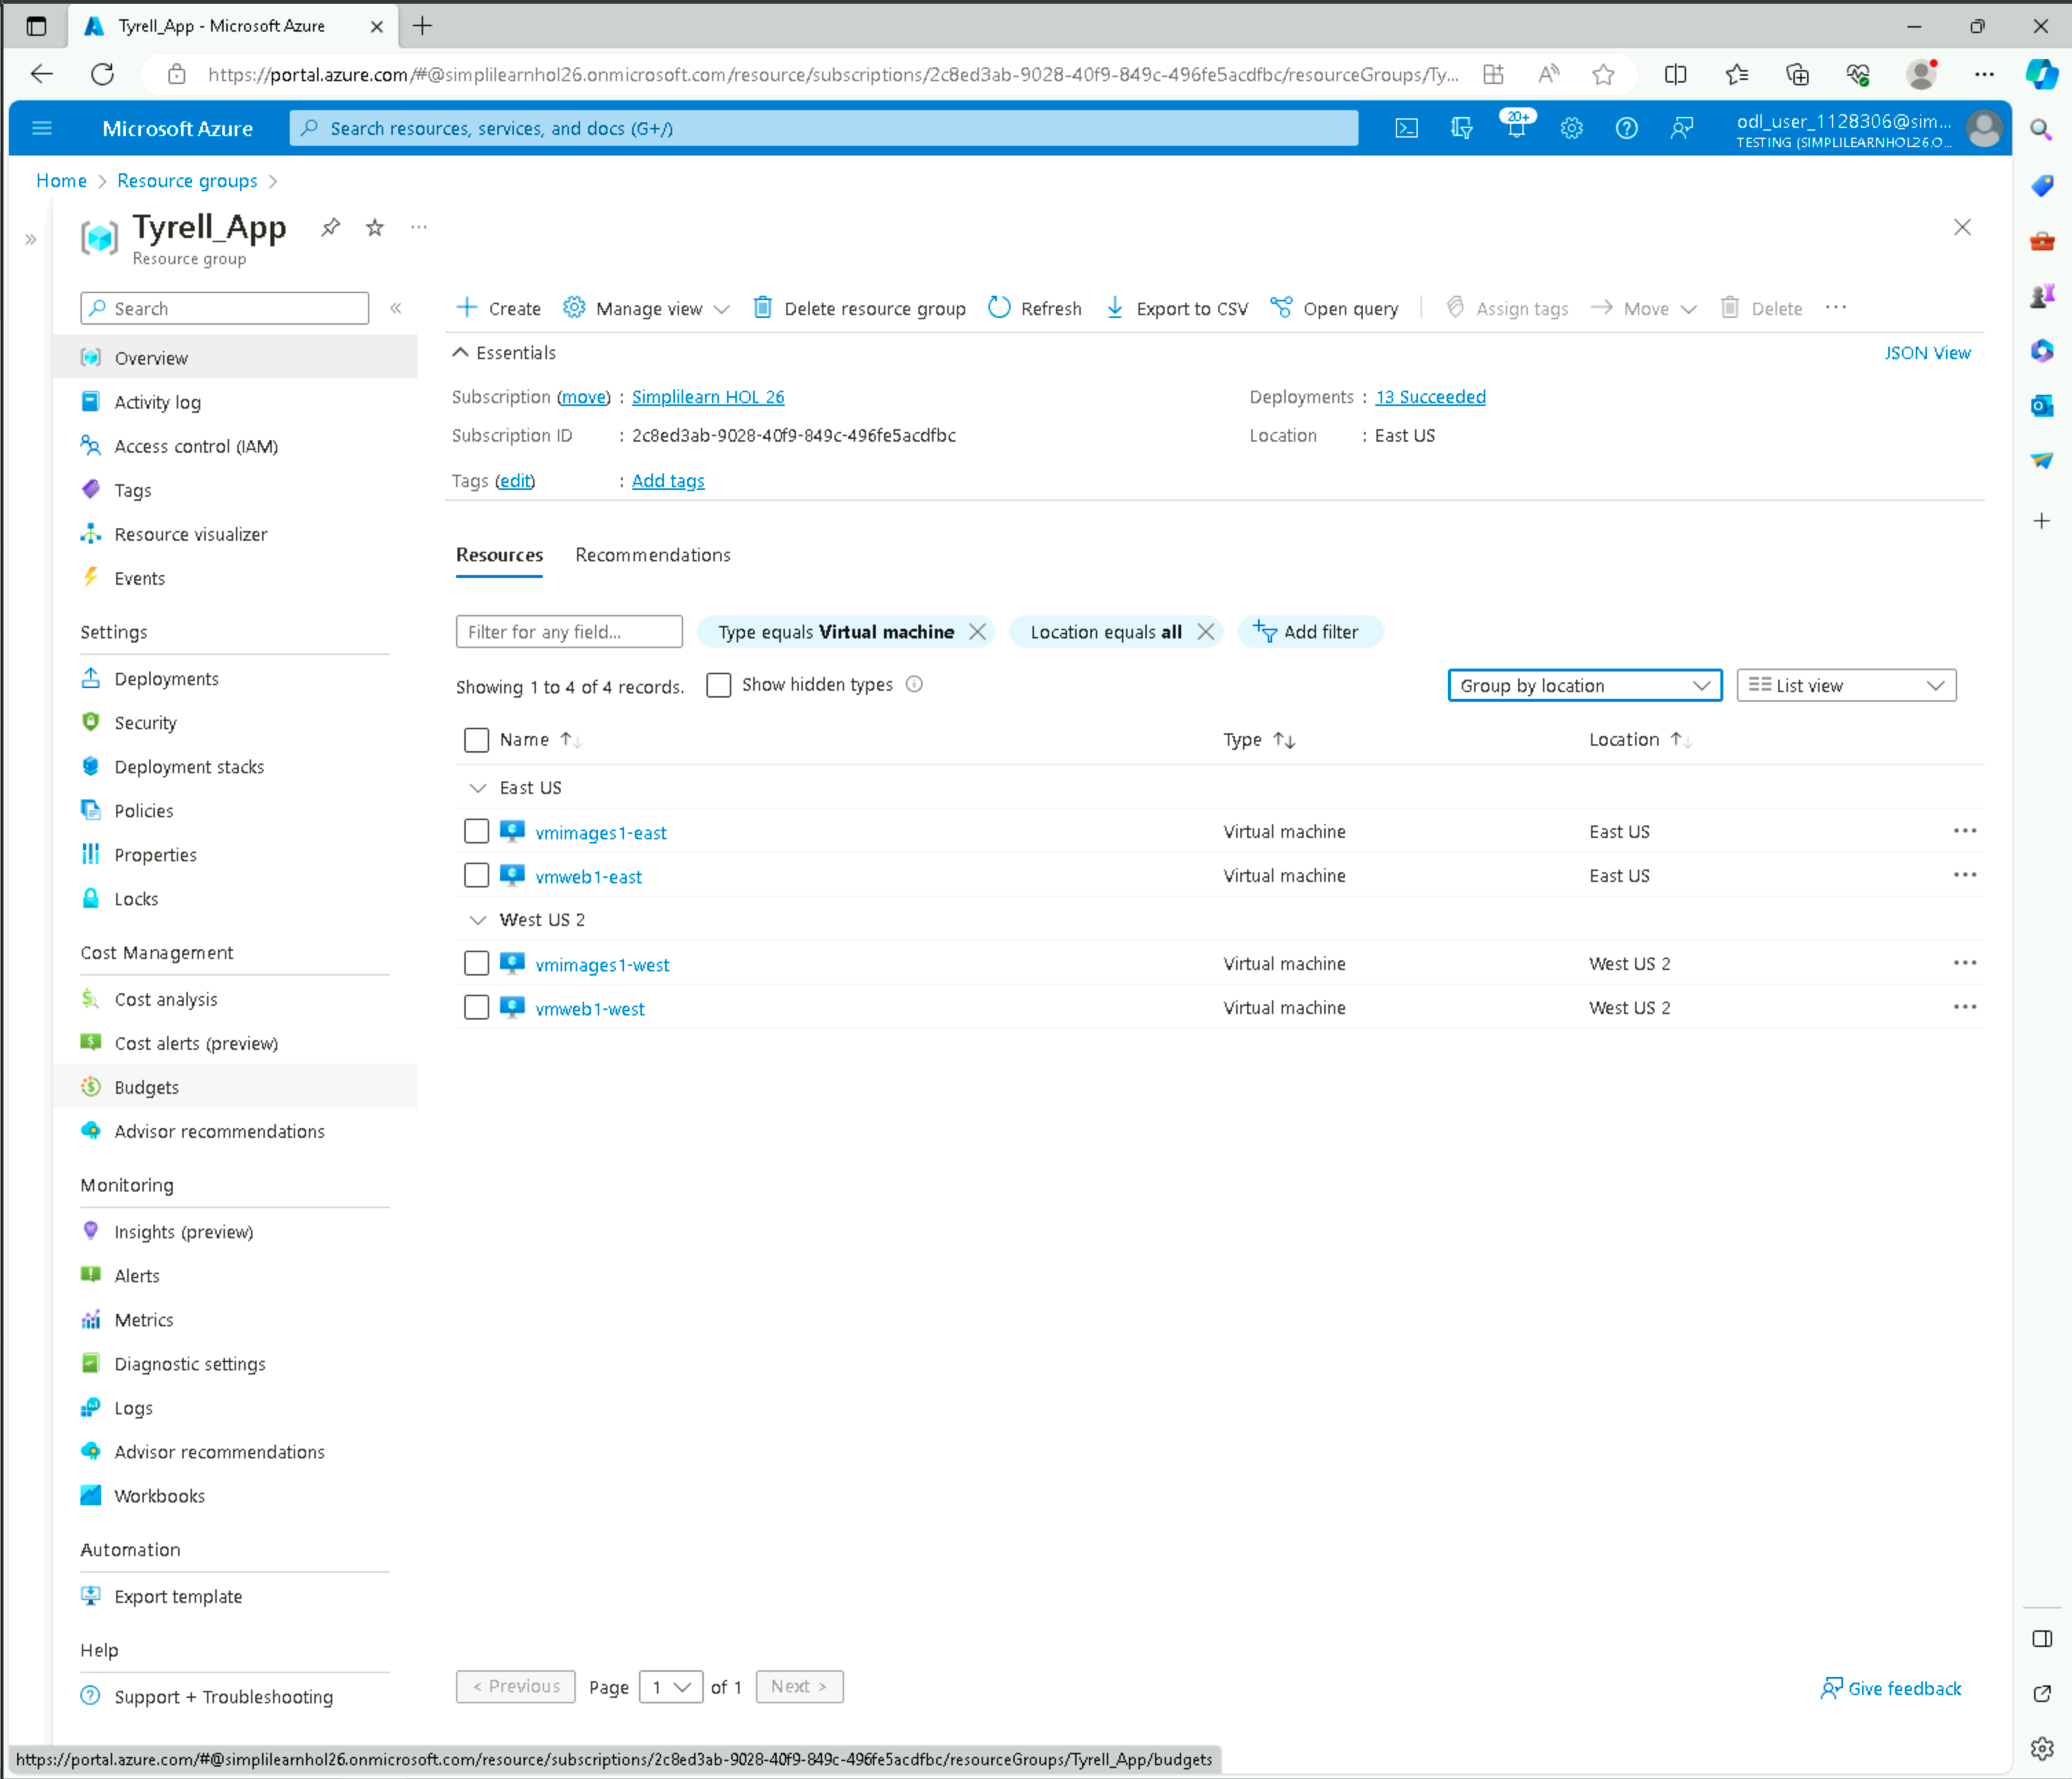 Tyrell_App - Microsoft Azure
https://portal.azure.com/#@simplilearnhol26.onmicrosoft.com/resource/subscriptions/2c8ed3ab-9028-40f9-849c-496fe5acdfbc/resourceGroups/Ty...
Microsoft Azure
Search resources, services, and docs (G+/)
20+
odl_user_1128306@sim...
TESTING (SIMPLILEARNHOL26.O...
Home > Resource groups >
Tyrell_App
Resource group
Search
Create
Manage view
Delete resource group
Refresh
Export to CSV
Open query
Assign tags
Move
Delete
Overview
Activity log
Access control (IAM)
Tags
Resource visualizer
Events
Settings
Deployments
Security
Deployment stacks
Policies
Properties
Locks
Cost Management
Cost analysis
Cost alerts (preview)
Budgets
Advisor recommendations
Monitoring
Insights (preview)
Alerts
Metrics
Diagnostic settings
Logs
Advisor recommendations
Workbooks
Automation
Export template
Help
Support + Troubleshooting
Essentials
JSON View
Subscription (move) : Simplilearn HOL 26
Deployments : 13 Succeeded
Subscription ID : 2c8ed3ab-9028-40f9-849c-496fe5acdfbc
Location : East US
Tags (edit) : Add tags
Resources
Recommendations
Filter for any field...
Type equals Virtual machine
Location equals all
Add filter
Showing 1 to 4 of 4 records.
Show hidden types
Group by location
List view
Name Type Location
East US
vmimages1-east Virtual machine East US
vmweb1-east Virtual machine East US
West US 2
vmimages1-west Virtual machine West US 2
vmweb1-west Virtual machine West US 2
< Previous
Page 1 of 1
Next >
Give feedback
https://portal.azure.com/#@simplilearnhol26.onmicrosoft.com/resource/subscriptions/2c8ed3ab-9028-40f9-849c-496fe5acdfbc/resourceGroups/Tyrell_App/budgets